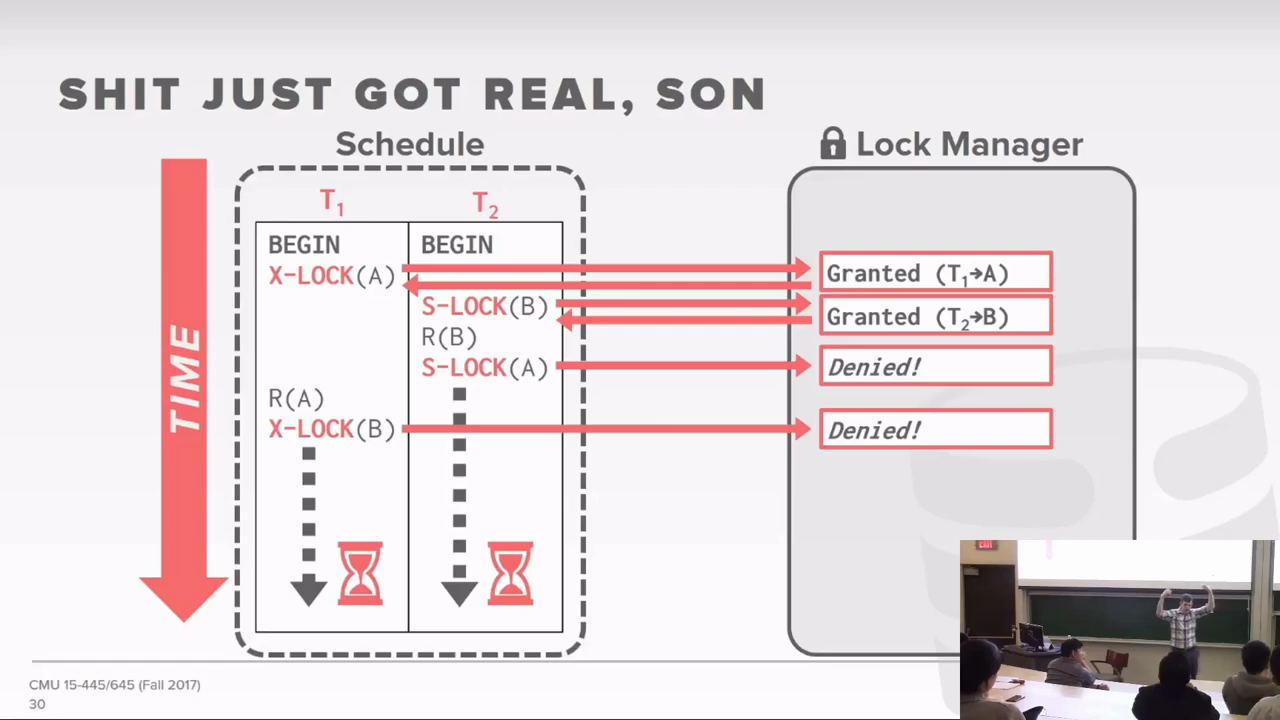 SHIT JUST GOT REAL, SON
Schedule
Lock Manager
TIME
T1
T2
BEGIN
BEGIN
X-LOCK(A)
Granted (T1→A)
S-LOCK(B)
Granted (T2→B)
R(B)
S-LOCK(A)
Denied!
R(A)
X-LOCK(B)
Denied!
EXIT
CMU 15-445/645 (Fall 2017)
30